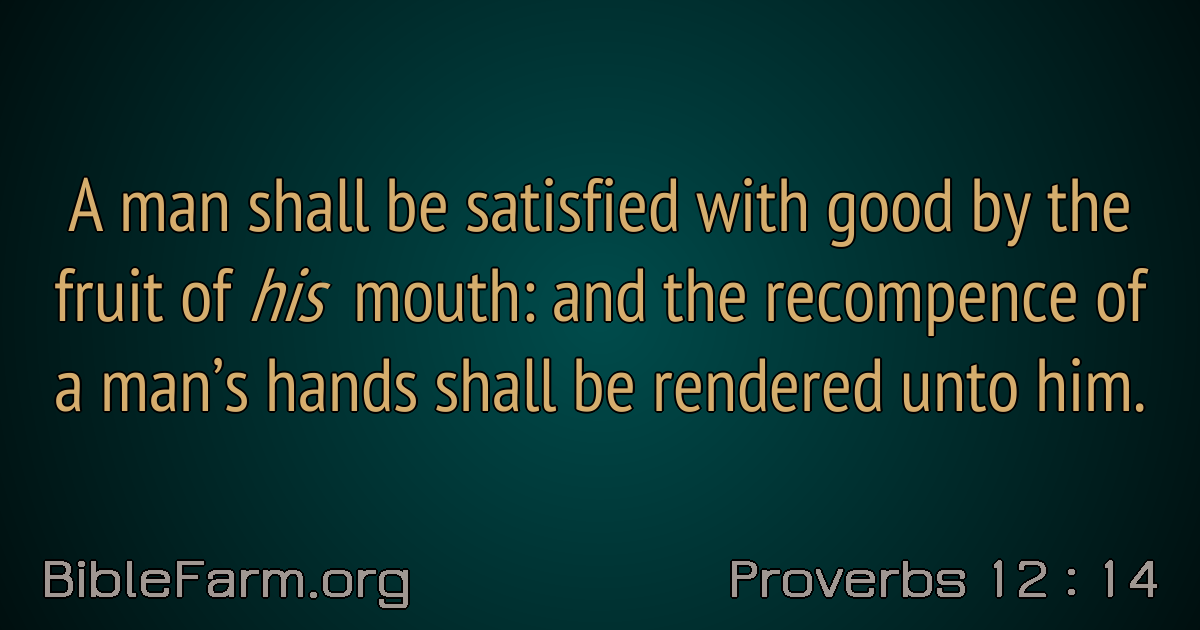 A man shall be satisfied with good by the
fruit of his mouth: and the recompence of
a man’s hands shall be rendered unto him.
BibleFarm.org
Proverbs 12 : 14